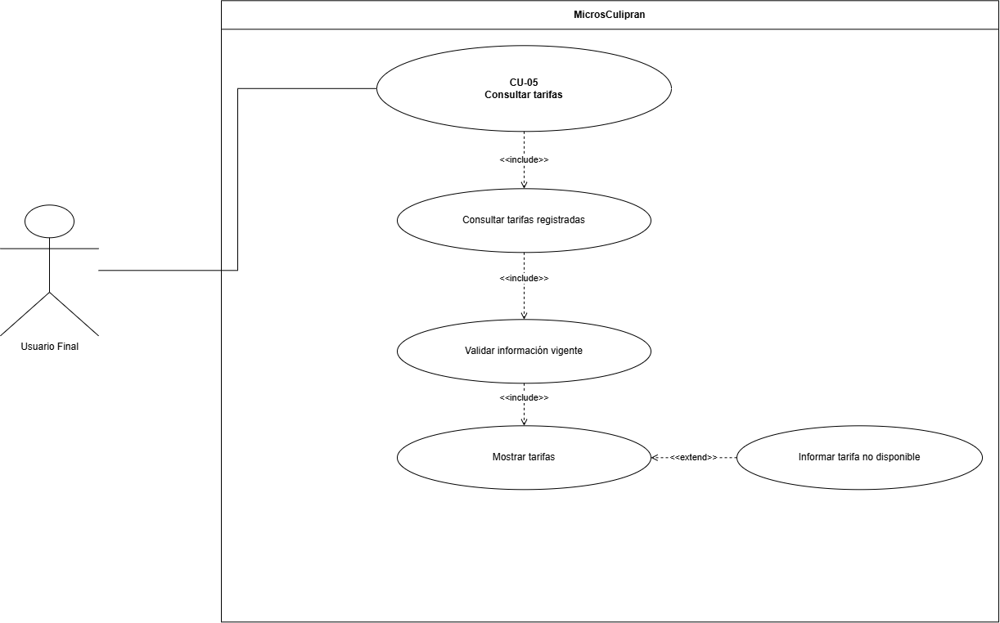 MicrosCulipran
CU-05
Consultar tarifas
<<include>>
Consultar tarifas registradas
<<include>>
Validar información vigente
<<include>>
Mostrar tarifas
<<extend>>
Informar tarifa no disponible
Usuario Final